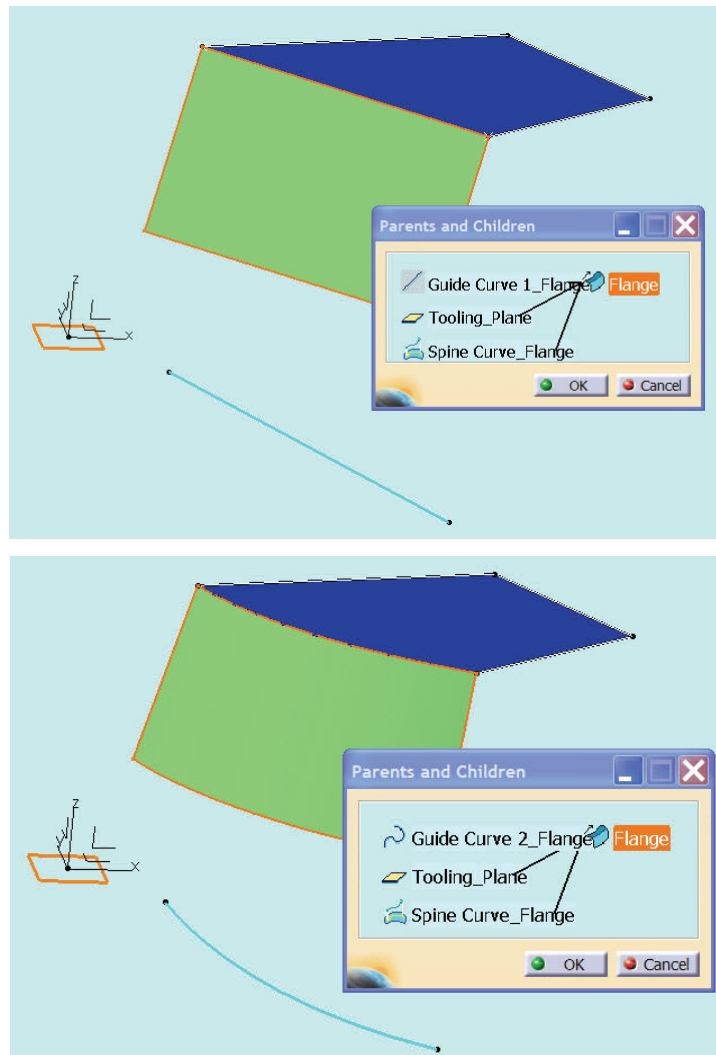 Parents and Children
Guide Curve 1_Flange Flange
Tooling_Plane
Spine Curve_Flange
OK Cancel
z
y
x
Parents and Children
Guide Curve 2_Flange Flange
Tooling_Plane
Spine Curve_Flange
OK Cancel
z
y
x